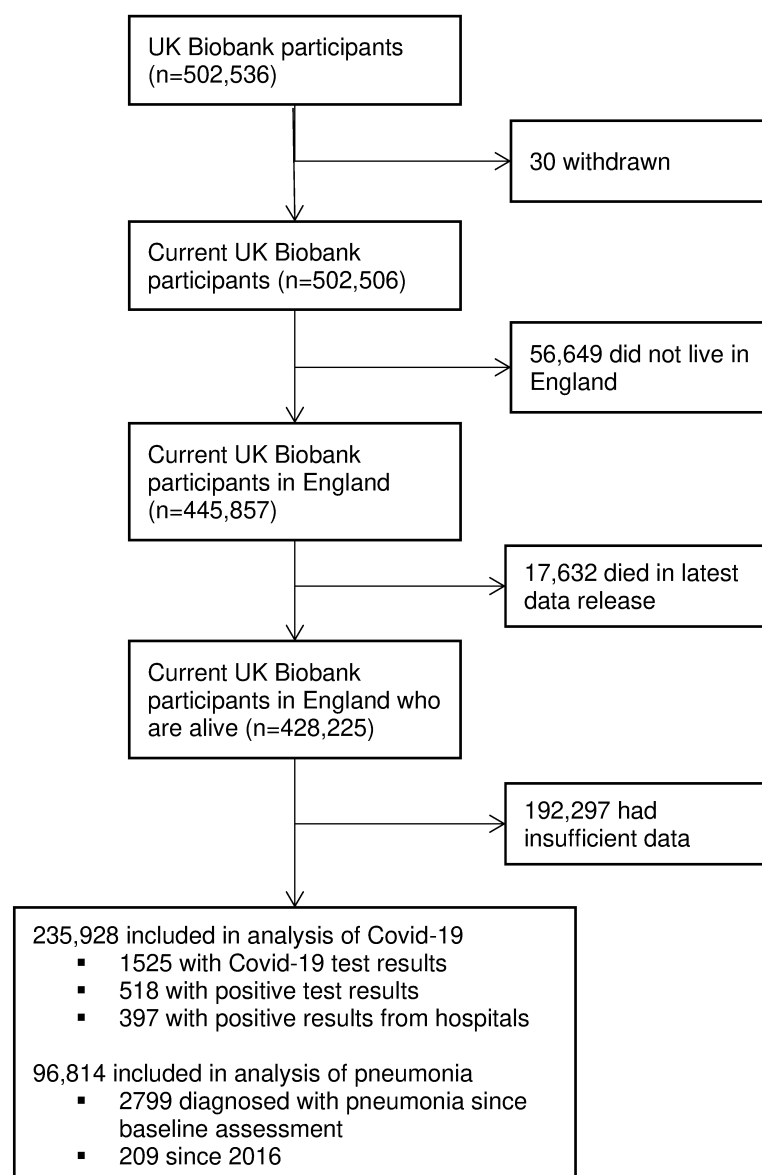 UK Biobank participants
(n=502,536)
30 withdrawn
Current UK Biobank
participants (n=502,506)
56,649 did not live in
England
Current UK Biobank
participants in England
(n=445,857)
17,632 died in latest
data release
Current UK Biobank
participants in England who
are alive (n=428,225)
192,297 had
insufficient data
235,928 included in analysis of Covid-19
▪ 1525 with Covid-19 test results
▪ 518 with positive test results
▪ 397 with positive results from hospitals
96,814 included in analysis of pneumonia
▪ 2799 diagnosed with pneumonia since
baseline assessment
▪ 209 since 2016